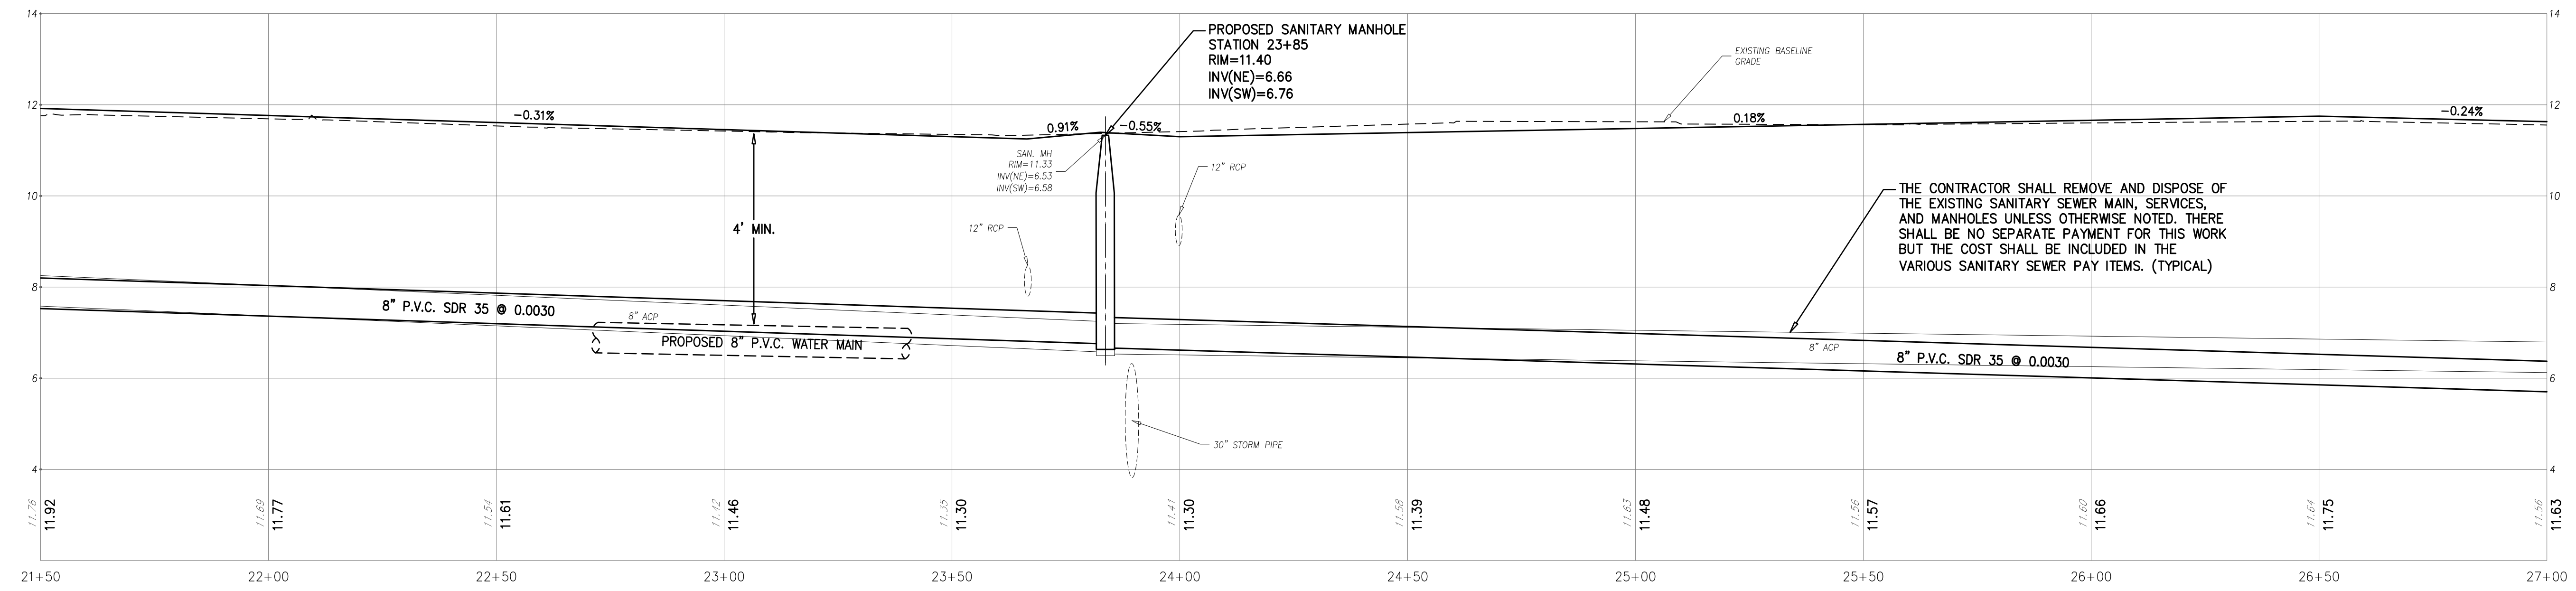 14
14
PROPOSED SANITARY MANHOLE
STATION 23+85
RIM=11.40
INV(NE)=6.66
INV(SW)=6.76
EXISTING BASELINE
GRADE
12
12
-0.31%
0.91%
-0.55%
0.18%
-0.24%
SAN. MH
RIM=11.33
INV(NE)=6.53
INV(SW)=6.58
12" RCP
10
10
THE CONTRACTOR SHALL REMOVE AND DISPOSE OF
THE EXISTING SANITARY SEWER MAIN, SERVICES,
AND MANHOLES UNLESS OTHERWISE NOTED. THERE
SHALL BE NO SEPARATE PAYMENT FOR THIS WORK
BUT THE COST SHALL BE INCLUDED IN THE
VARIOUS SANITARY SEWER PAY ITEMS. (TYPICAL)
4' MIN.
12" RCP
8
8
8" P.V.C. SDR 35 @ 0.0030
8" ACP
PROPOSED 8" P.V.C. WATER MAIN
8" ACP
8" P.V.C. SDR 35 @ 0.0030
6
6
30" STORM PIPE
4
4
11.76
11.92
11.69
11.77
11.54
11.61
11.42
11.46
11.35
11.30
11.41
11.30
11.58
11.39
11.63
11.48
11.56
11.57
11.60
11.66
11.64
11.75
11.56
11.63
21+50
22+00
22+50
23+00
23+50
24+00
24+50
25+00
25+50
26+00
26+50
27+00